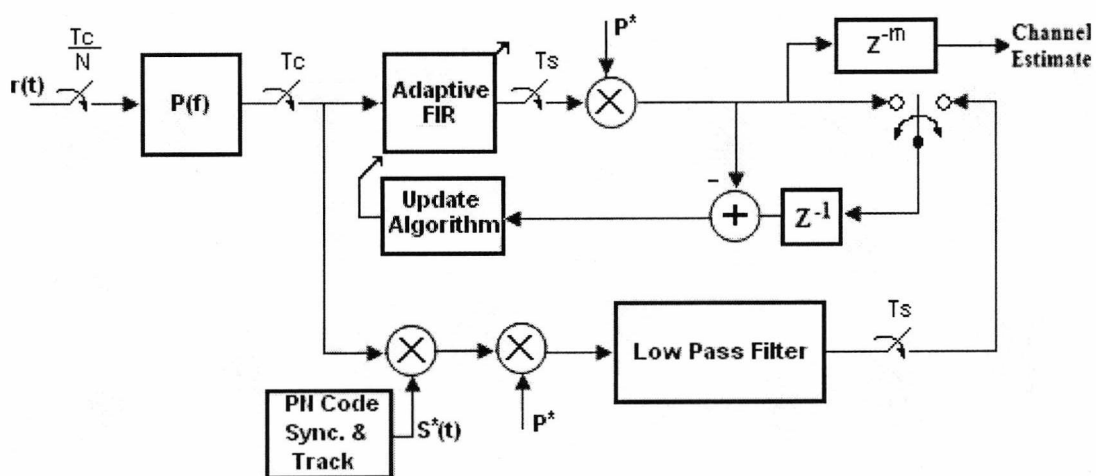 Tc
N
r(t)
P(f)
Tc
Adaptive
FIR
Ts
P*
Z⁻ᵐ
Channel
Estimate
Update
Algorithm
-
+
Z⁻¹
PN Code
Sync. &
Track
S*(t)
P*
Low Pass Filter
Ts